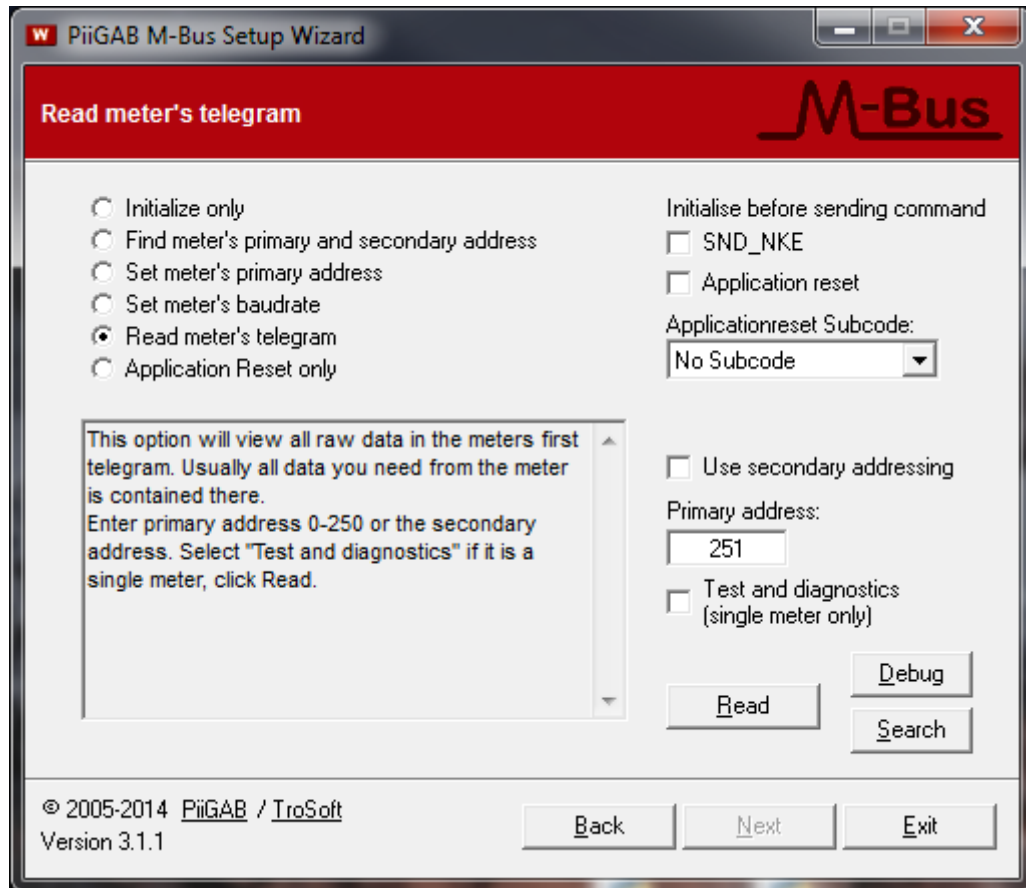 W PiiGAB M-Bus Setup Wizard
Read meter's telegram
M-Bus
Initialize only
Find meter's primary and secondary address
Set meter's primary address
Set meter's baudrate
Read meter's telegram
Application Reset only
Initialise before sending command
SND_NKE
Application reset
Applicationreset Subcode:
No Subcode
This option will view all raw data in the meters first
telegram. Usually all data you need from the meter
is contained there.
Enter primary address 0-250 or the secondary
address. Select "Test and diagnostics" if it is a
single meter, click Read.
Use secondary addressing
Primary address:
251
Test and diagnostics
(single meter only)
Read
Debug
Search
© 2005-2014 PiiGAB / TroSoft
Version 3.1.1
Back
Next
Exit